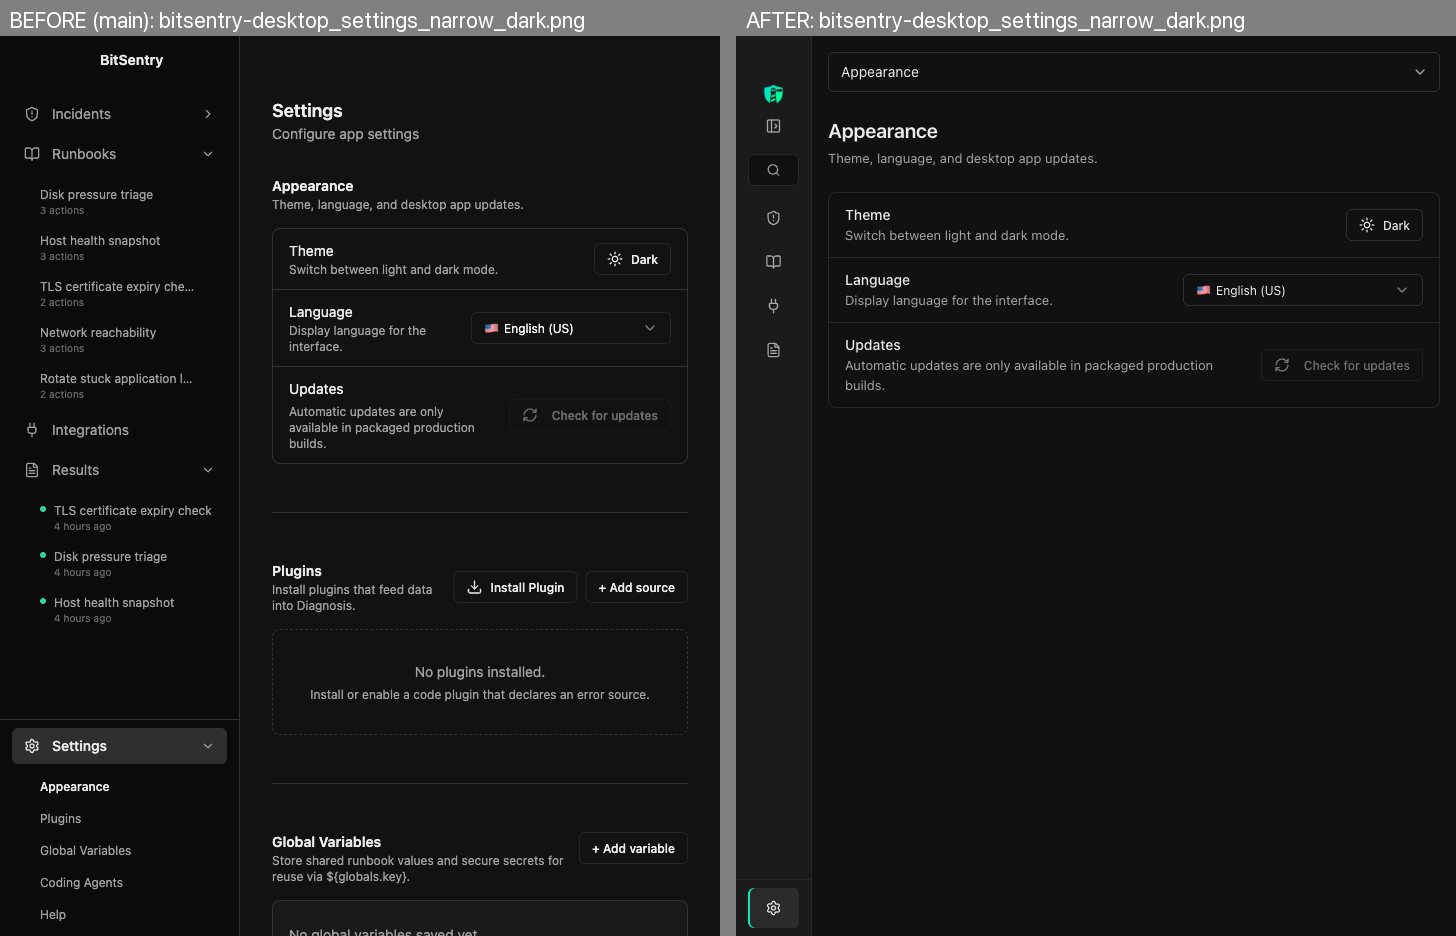 BEFORE (main): bitsentry-desktop_settings_narrow_dark.png
BitSentry
Incidents
Runbooks
Disk pressure triage
3 actions
Host health snapshot
3 actions
TLS certificate expiry che...
2 actions
Network reachability
3 actions
Rotate stuck application l...
2 actions
Integrations
Results
TLS certificate expiry check
4 hours ago
Disk pressure triage
4 hours ago
Host health snapshot
4 hours ago
Settings
Appearance
Plugins
Global Variables
Coding Agents
Help
Settings
Configure app settings
Appearance
Theme, language, and desktop app updates.
Theme
Switch between light and dark mode.
Dark
Language
Display language for the
interface.
English (US)
Updates
Automatic updates are only
available in packaged production
builds.
Check for updates
Plugins
Install plugins that feed data
into Diagnosis.
Install Plugin
+ Add source
No plugins installed.
Install or enable a code plugin that declares an error source.
Global Variables
Store shared runbook values and secure secrets for
reuse via ${globals.key}.
+ Add variable
No global variables saved yet
AFTER: bitsentry-desktop_settings_narrow_dark.png
Appearance
Appearance
Theme, language, and desktop app updates.
Theme
Switch between light and dark mode.
Dark
Language
Display language for the interface.
English (US)
Updates
Automatic updates are only available in packaged production
builds.
Check for updates